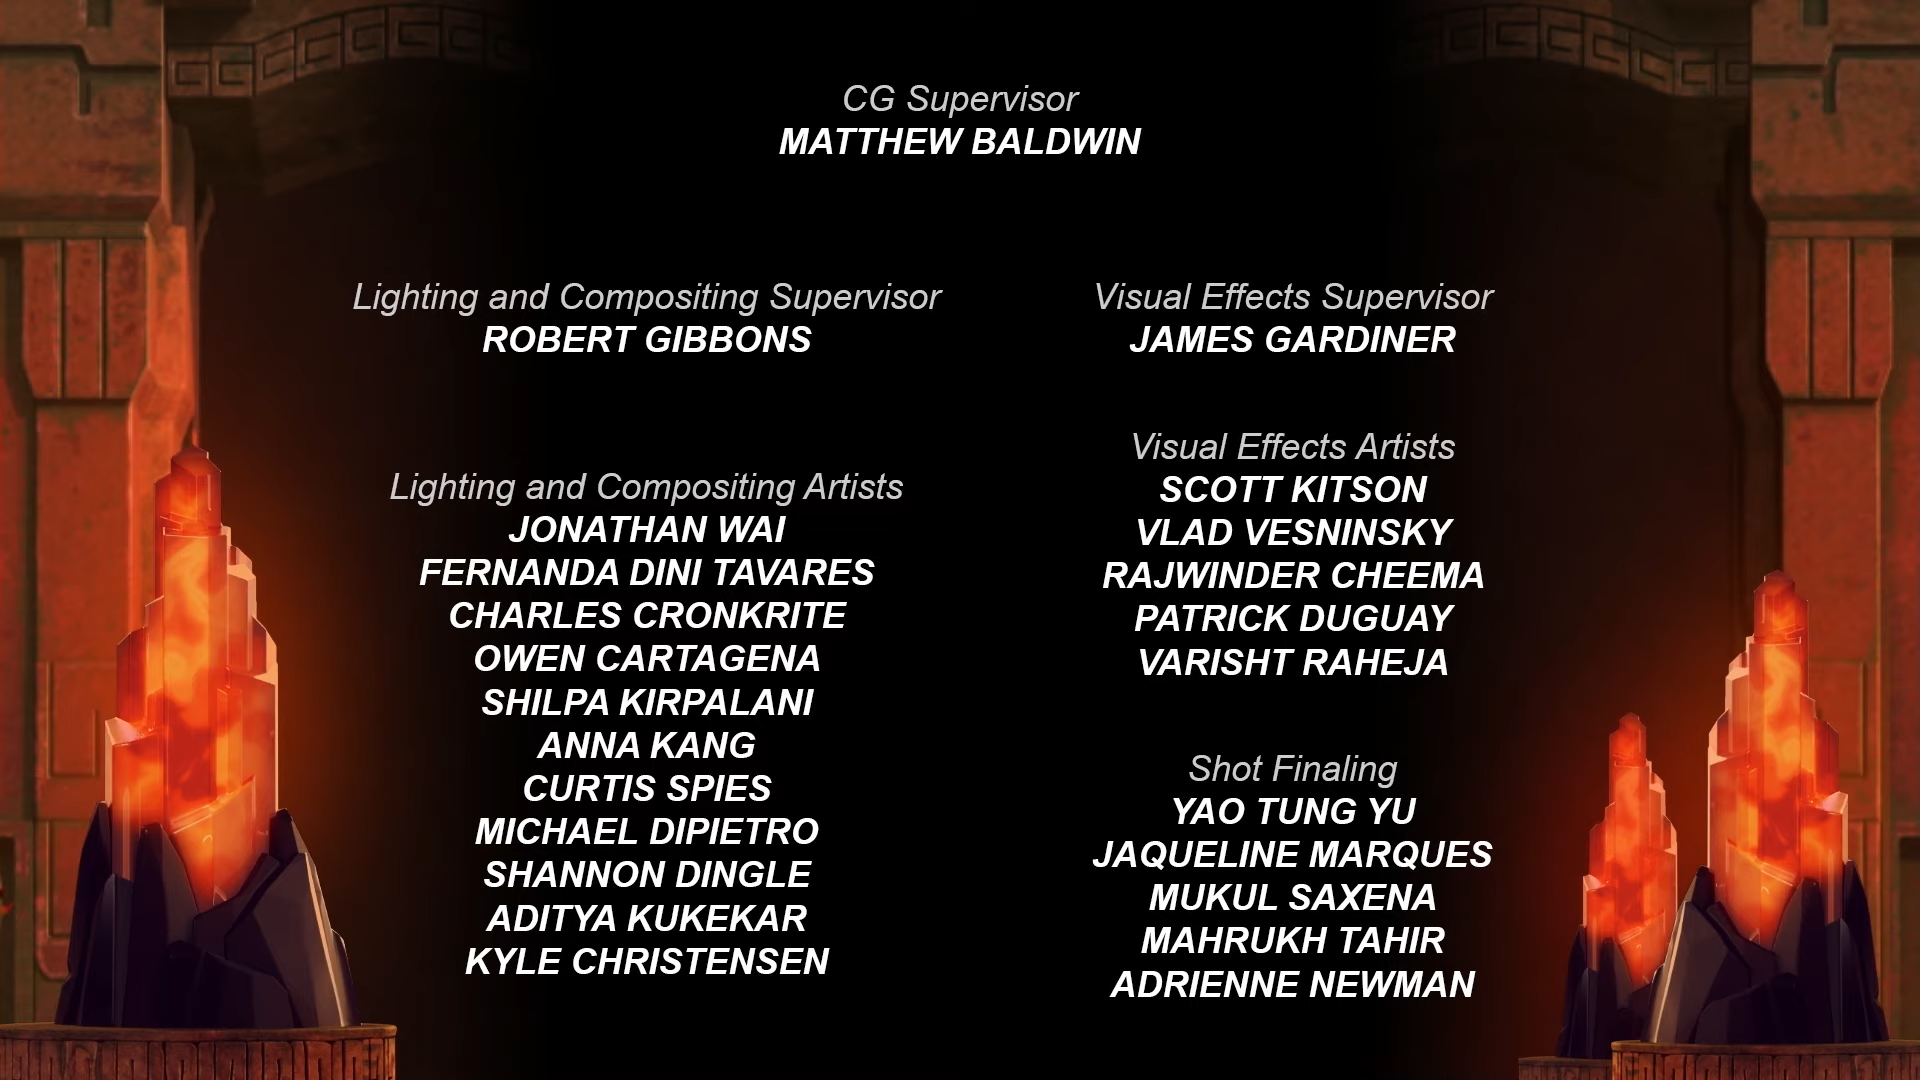 CG Supervisor
MATTHEW BALDWIN
Lighting and Compositing Supervisor
ROBERT GIBBONS
Lighting and Compositing Artists
JONATHAN WAI
FERNANDA DINI TAVARES
CHARLES CRONKRITE
OWEN CARTAGENA
SHILPA KIRPALANI
ANNA KANG
CURTIS SPIES
MICHAEL DIPIETRO
SHANNON DINGLE
ADITYA KUKEKAR
KYLE CHRISTENSEN
Visual Effects Supervisor
JAMES GARDINER
Visual Effects Artists
SCOTT KITSON
VLAD VESNINSKY
RAJWINDER CHEEMA
PATRICK DUGUAY
VARISHT RAHEJA
Shot Finaling
YAO TUNG YU
JAQUELINE MARQUES
MUKUL SAXENA
MAHRUKH TAHIR
ADRIENNE NEWMAN